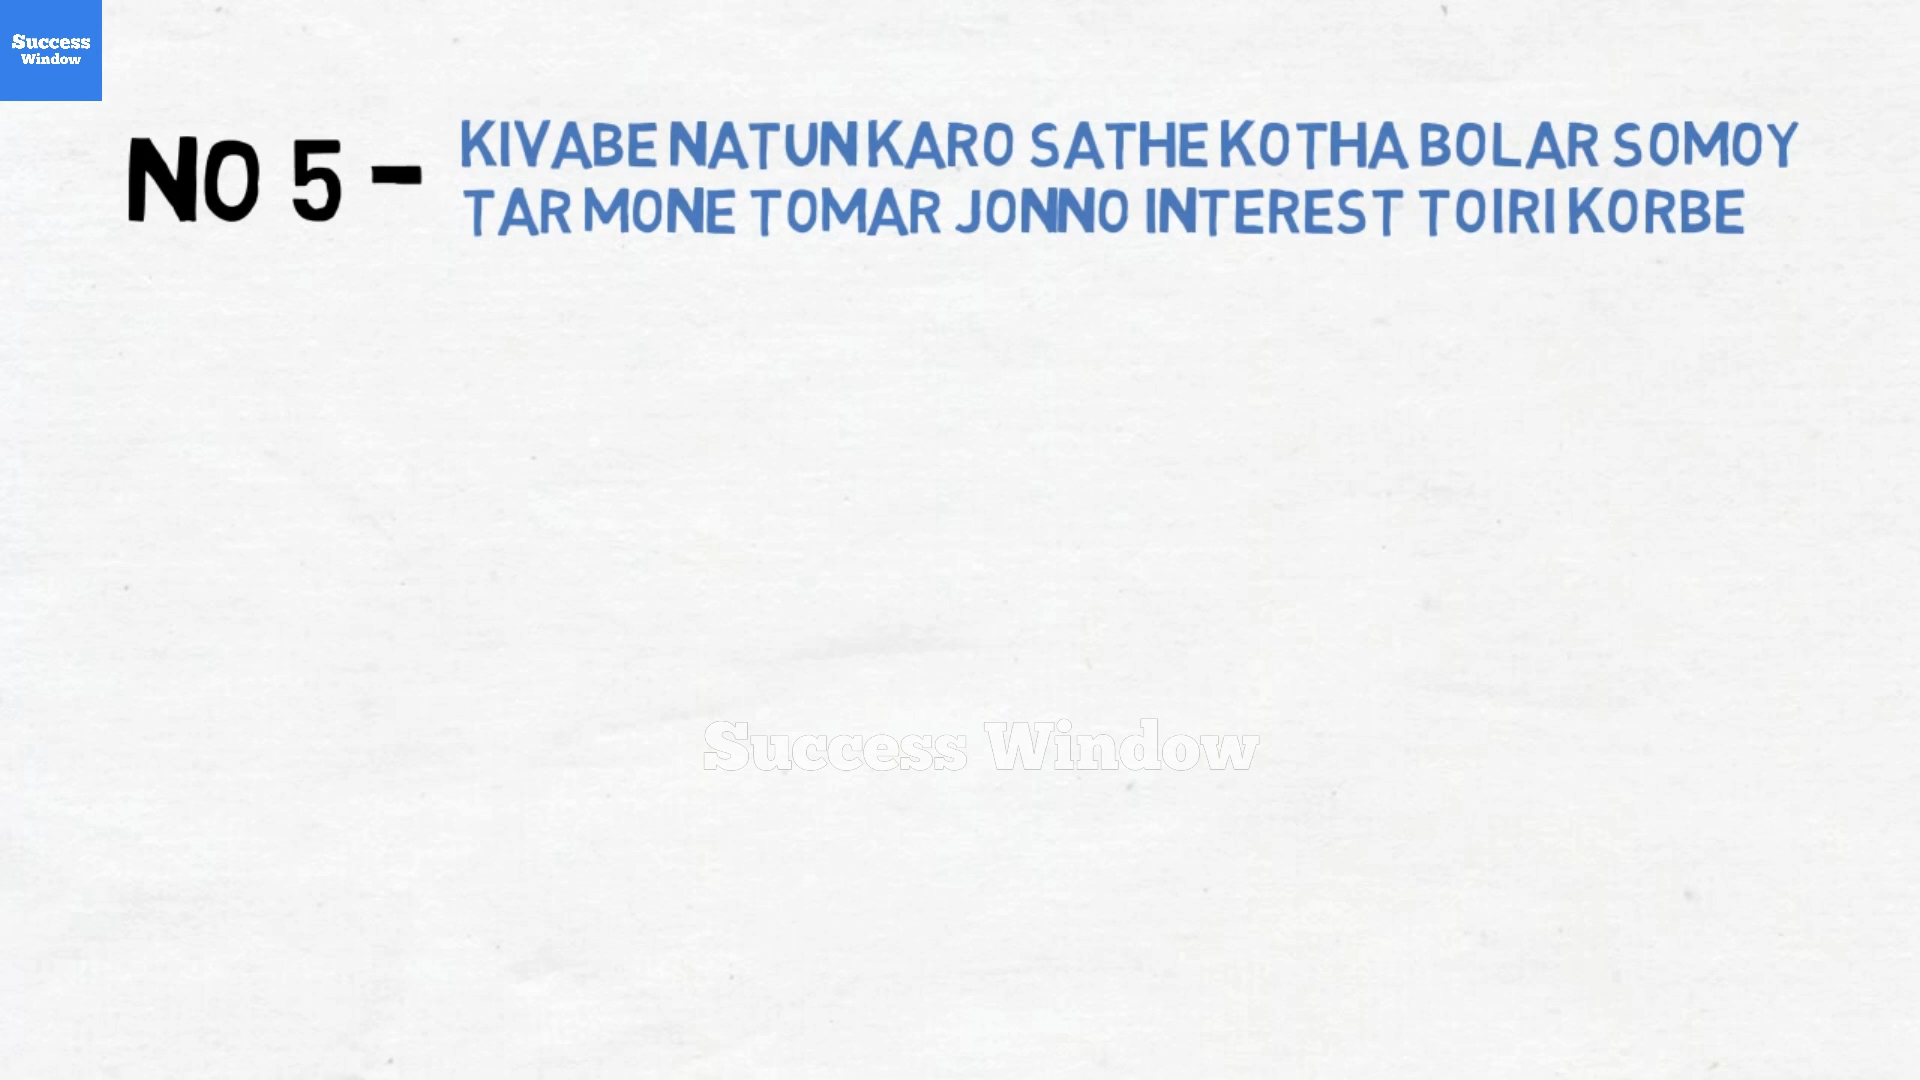 Success
Window
NO 5 - KIVABE NATUN KARO SATHE KOTHA BOLAR SOMOY
TAR MONE TOMAR JONNO INTEREST TOIRI KORBE
Success Window